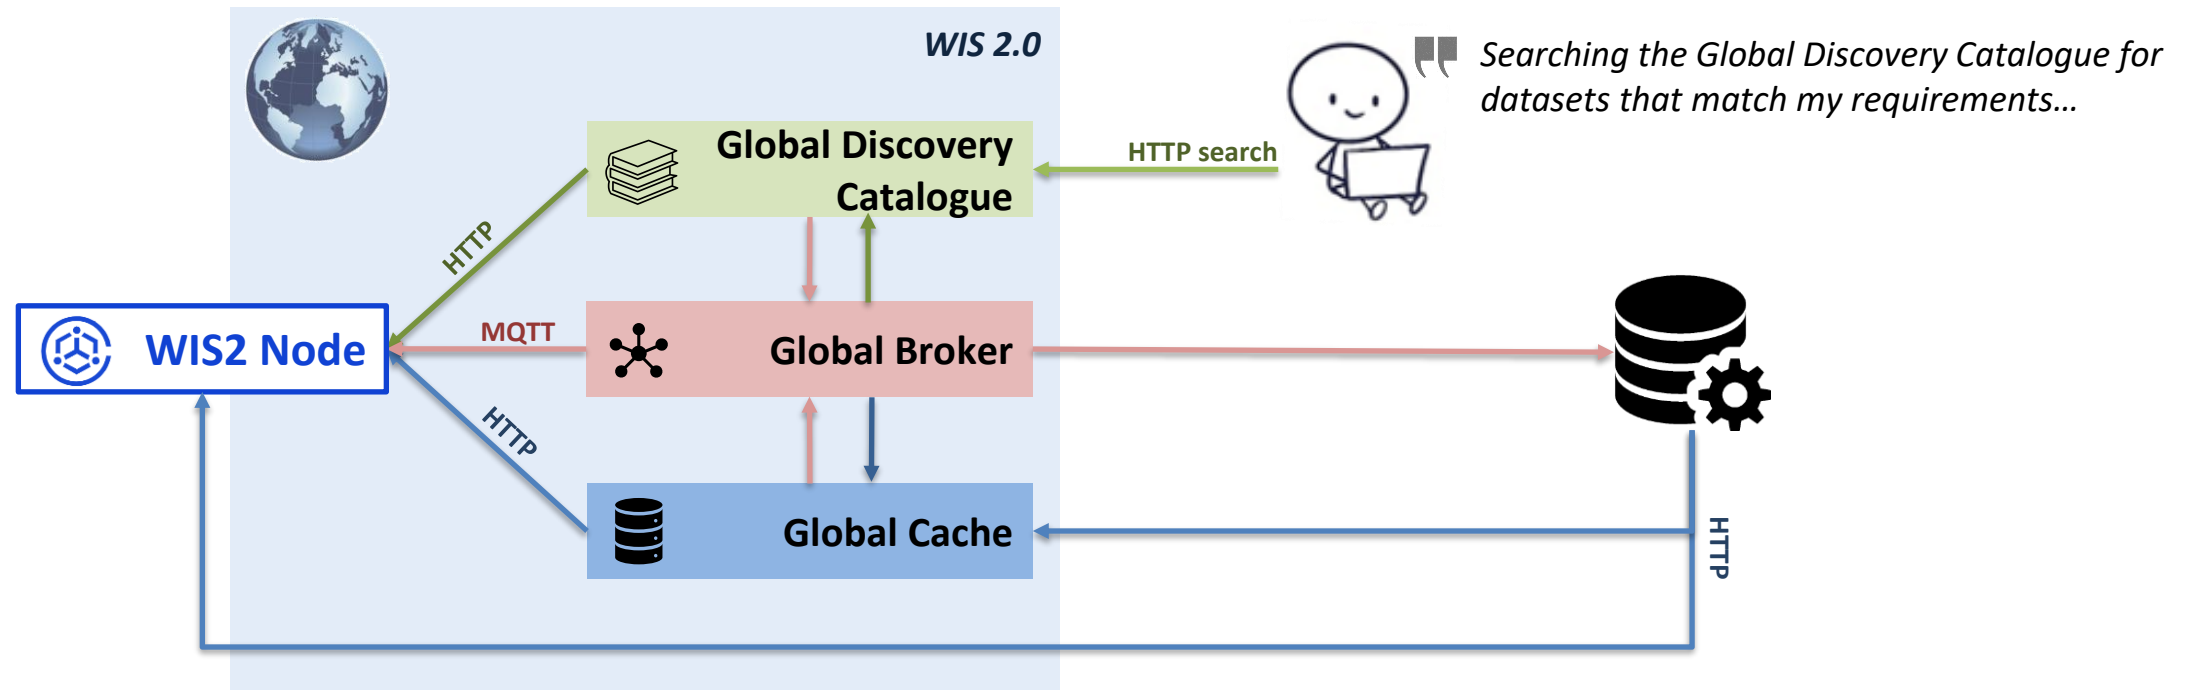 WIS 2.0
Searching the Global Discovery Catalogue for
datasets that match my requirements...
Global Discovery
Catalogue
HTTP search
HTTP
WIS2 Node
MQTT
Global Broker
HTTP
Global Cache
HTTP